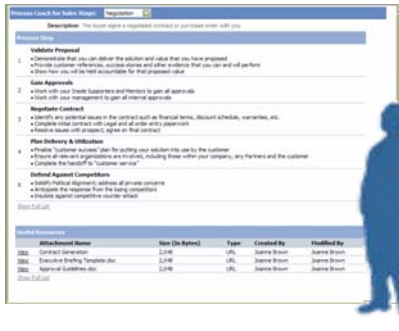 Process Coach for Sales Stage: Negotiation
Description The buyer signs a negotiated contract or purchase order with you.
Process Step
1 Validate Proposal
• Demonstrate that you can deliver the solution and value that you have proposed
• Provide customer references, success stories and other evidence that you can and will perform
• Show how you will be held accountable for that proposed value
2 Gain Approvals
• Work with your Inside Supporters and Mentors to gain all approvals
• Work with your management to gain all internal approvals
3 Negotiate Contract
• Identify any potential issues in the contract such as financial terms, discount schedule, warranties, etc.
• Complete initial contract with Legal and all order entry paperwork
• Resolve issues with prospect; agree on final contract
4 Plan Delivery & Utilization
• Finalize "customer success" plan for putting your solution into use by the customer
• Ensure all relevant organizations are involved, including those within your company, any Partners and the customer
• Complete the handoff to "customer service"
5 Defend Against Competitors
• Solidify Political Alignment; address all private concerns
• Anticipate the response from the losing competitors
• Insulate against competitive counter attack
Show Full List
Useful Resources
Attachment Name Size (In Bytes) Type Created By Modified By
View Contract Generation 2,048 URL Joanne Brown Joanne Brown
View Executive Briefing Template.doc 2,048 URL Joanne Brown Joanne Brown
View Approval Guidelines.doc 2,048 URL Joanne Brown Joanne Brown
Show Full List